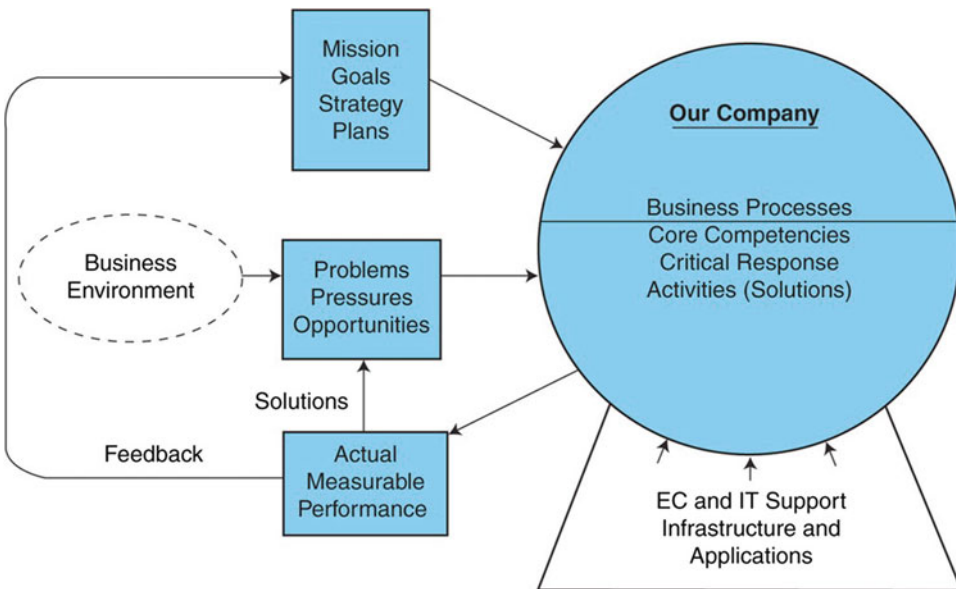 Mission
Goals
Strategy
Plans
Our Company
Business Processes
Core Competencies
Critical Response
Activities (Solutions)
Business
Environment
Problems
Pressures
Opportunities
Solutions
Feedback
Actual
Measurable
Performance
EC and IT Support
Infrastructure and
Applications